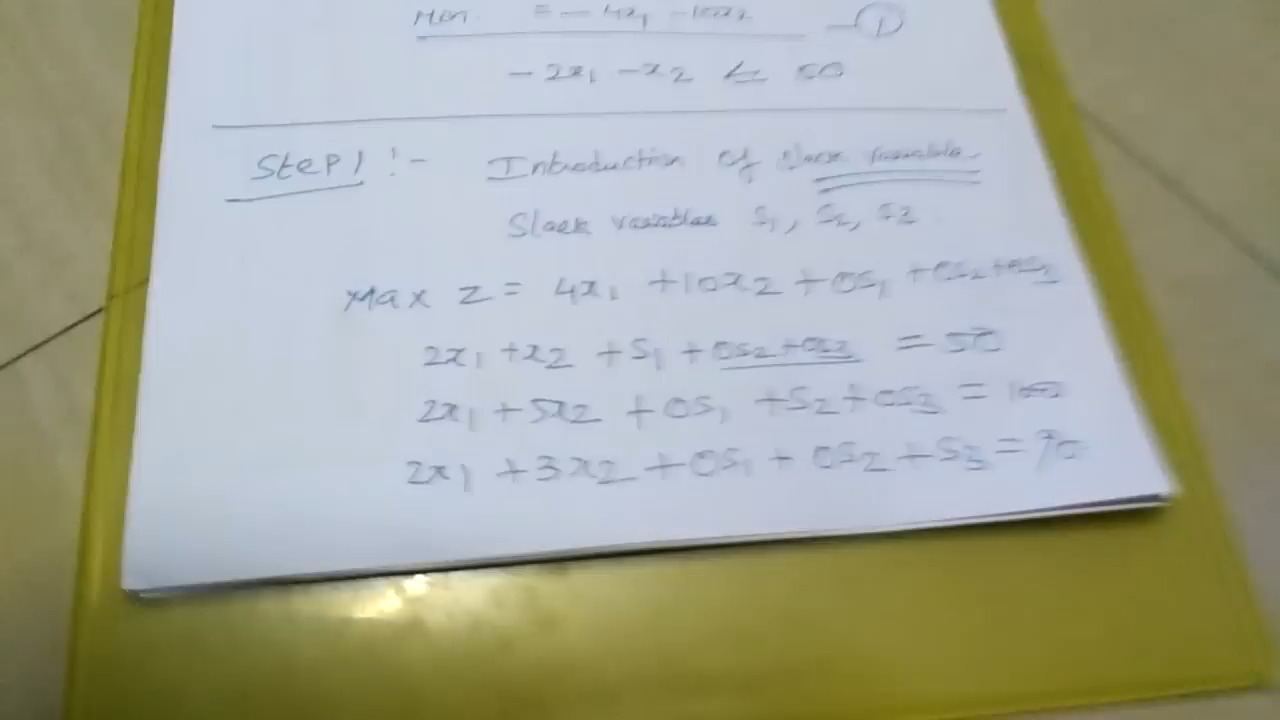 Min = - 4x1 - 10x2 - 1
- 2x1 - x2 ≤ 50
Step 1 :- Introduction of slack variable.
Slack variables S1, S2, S3
Max Z = 4x1 + 10x2 + 0S1 + 0S2 + 0S3
2x1 + x2 + S1 + 0S2 + 0S3 = 50
2x1 + 5x2 + 0S1 + S2 + 0S3 = 100
2x1 + 3x2 + 0S1 + 0S2 + S3 = 90